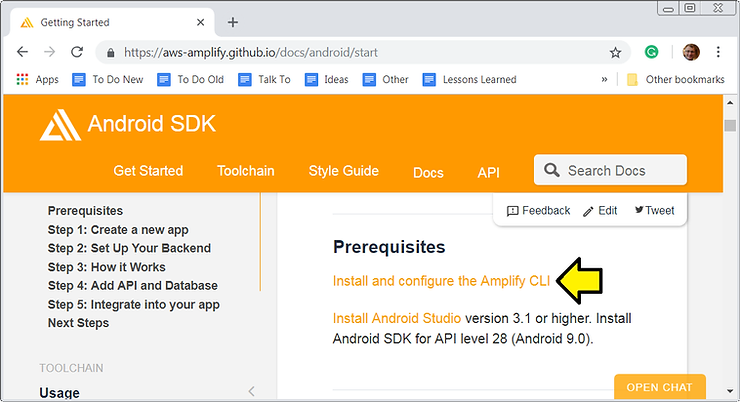 Getting Started
https://aws-amplify.github.io/docs/android/start
Apps To Do New To Do Old Talk To Ideas Other Lessons Learned » Other bookmarks
Android SDK
Get Started Toolchain Style Guide Docs API Search Docs
Feedback Edit Tweet
Prerequisites
Step 1: Create a new app
Step 2: Set Up Your Backend
Step 3: How it Works
Step 4: Add API and Database
Step 5: Integrate into your app
Next Steps
TOOLCHAIN
Usage
Prerequisites
Install and configure the Amplify CLI
Install Android Studio version 3.1 or higher. Install
Android SDK for API level 28 (Android 9.0).
OPEN CHAT